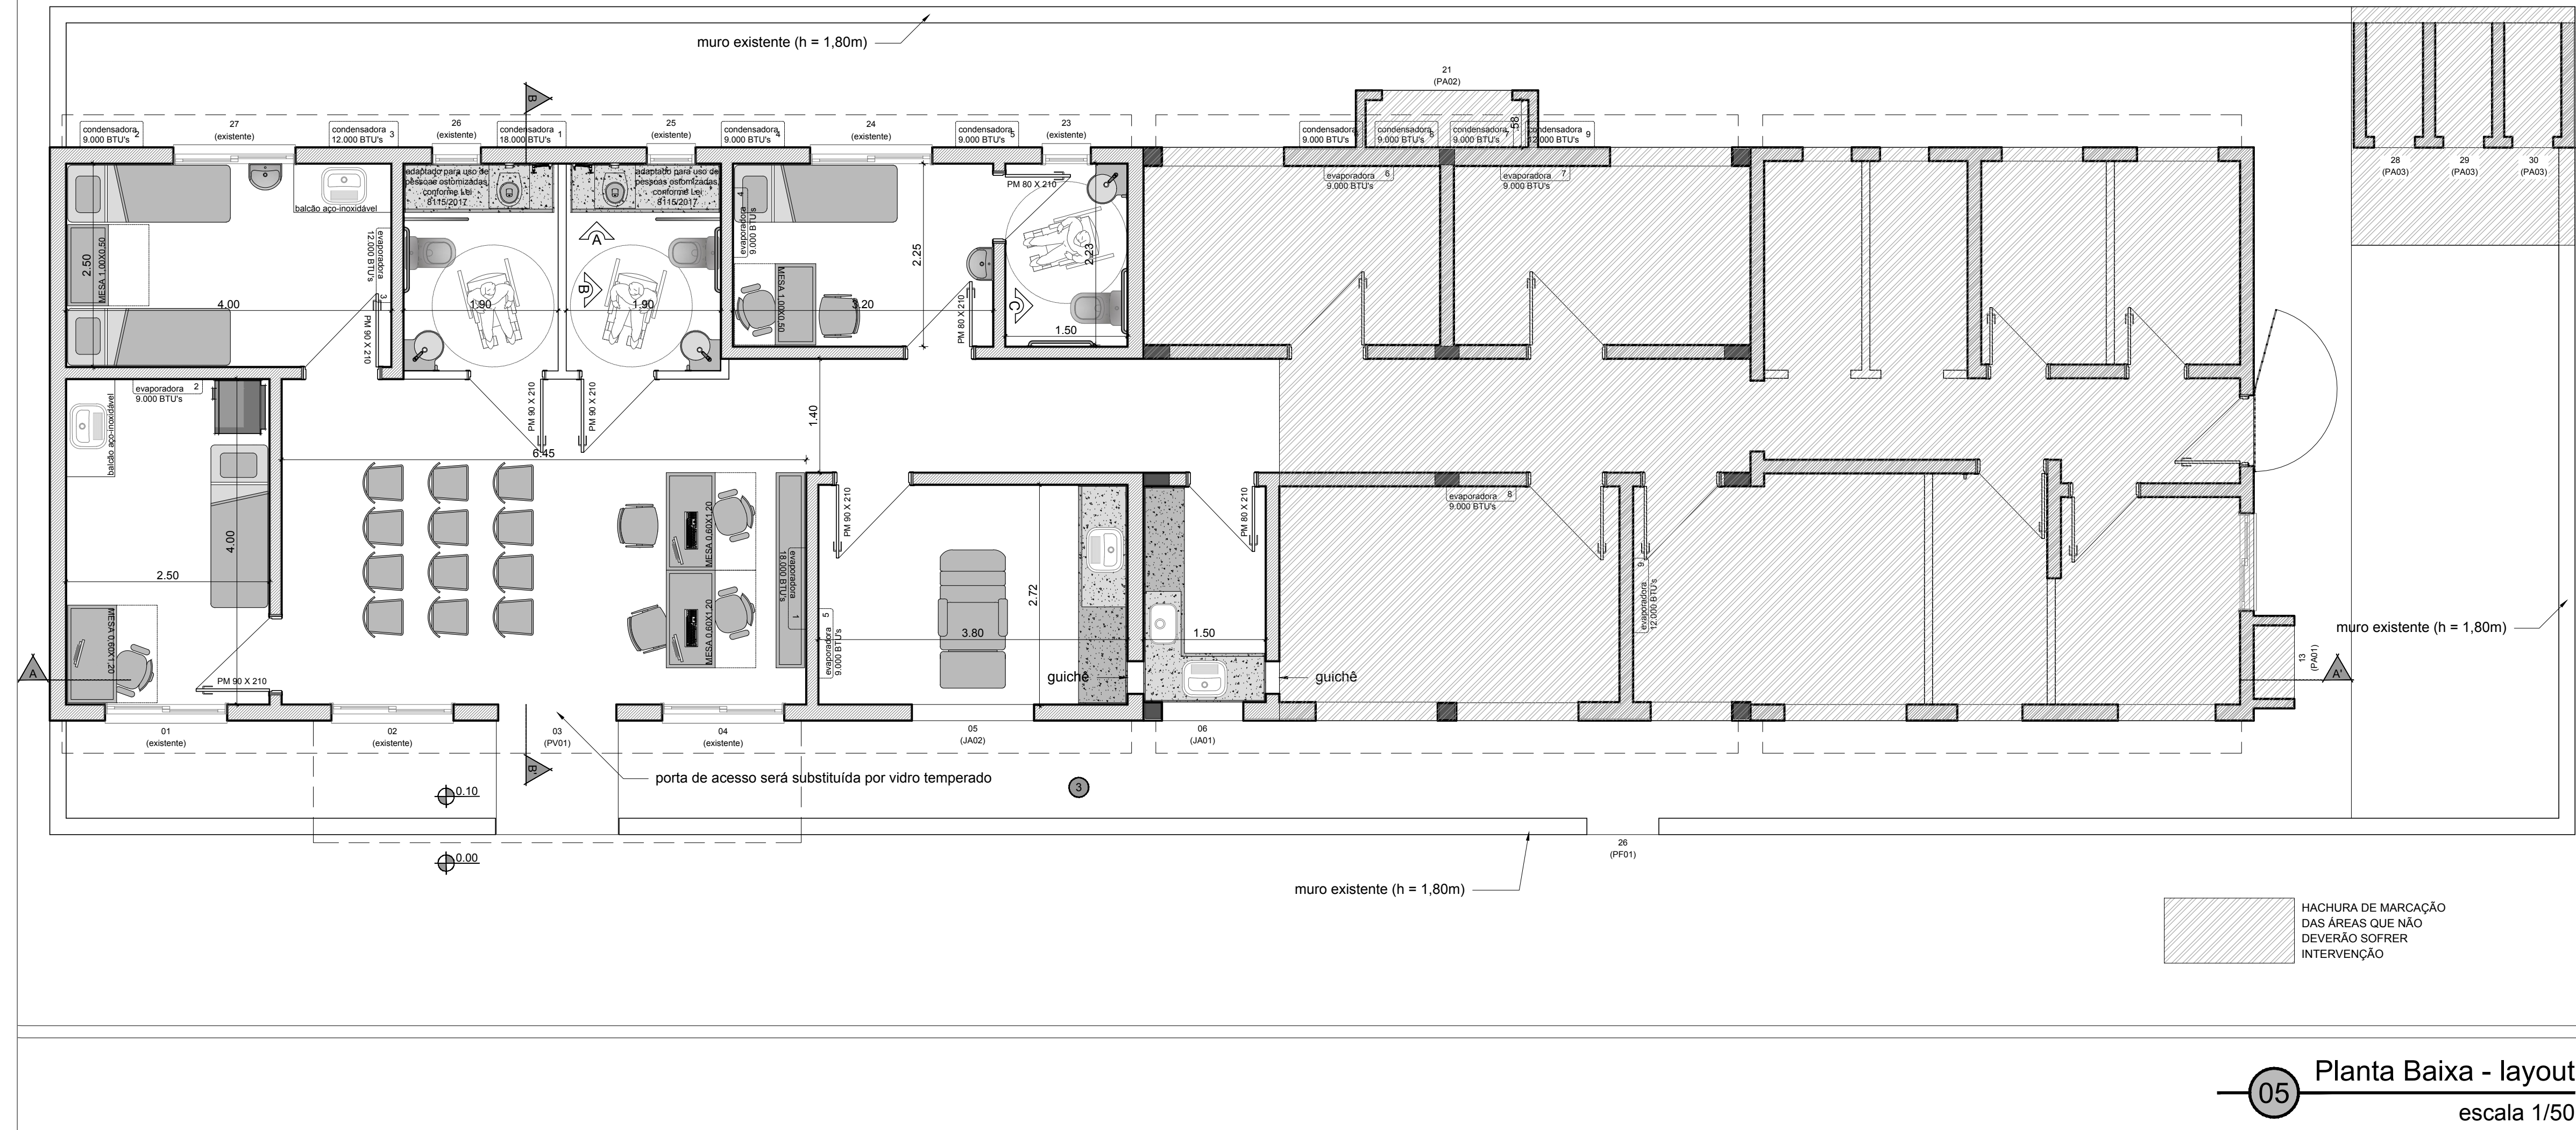 muro existente (h = 1,80m)
21
(PA02)
condensadora 2
9.000 BTU's
27
(existente)
condensadora 3
12.000 BTU's
26
(existente)
condensadora 1
18.000 BTU's
25
(existente)
condensadora 4
9.000 BTU's
24
(existente)
condensadora 5
9.000 BTU's
23
(existente)
condensadora
9.000 BTU's
condensadora 8
9.000 BTU's
condensadora 7
9.000 BTU's
condensadora 9
12.000 BTU's
.58
28
(PA03)
29
(PA03)
30
(PA03)
B
adaptado para uso de
pessoas ostomizadas,
conforme Lei
8115/2017
adaptado para uso de
pessoas ostomizadas,
conforme Lei
8115/2017
balcão aço-inoxidável
evaporadora 3
12.000 BTU's
MESA 1.00X0.50
2.50
4.00
PM 90 X 210
A
B
C
1.90
1.90
evaporadora 4
9.000 BTU's
MESA 1.00X0.50
3.20
2.25
PM 80 X 210
PM 80 X 210
2.23
1.50
evaporadora 6
9.000 BTU's
evaporadora 7
9.000 BTU's
evaporadora 2
9.000 BTU's
balcão aço-inoxidável
PM 90 X 210
PM 90 X 210
1.40
6.45
4.00
2.50
MESA 0.60X1.20
PM 90 X 210
MESA 0.60X1.20
MESA 0.60X1.20
evaporadora 1
18.000 BTU's
PM 90 X 210
evaporadora 5
9.000 BTU's
2.72
3.80
PM 80 X 210
1.50
guichê
guichê
evaporadora 8
9.000 BTU's
evaporadora 9
12.000 BTU's
muro existente (h = 1,80m)
13
(PA01)
A
A'
01
(existente)
02
(existente)
03
(PV01)
04
(existente)
05
(JA02)
06
(JA01)
B'
porta de acesso será substituída por vidro temperado
3
0.10
0.00
26
(PF01)
muro existente (h = 1,80m)
HACHURA DE MARCAÇÃO
DAS ÁREAS QUE NÃO
DEVERÃO SOFRER
INTERVENÇÃO
05
Planta Baixa - layout
escala 1/50